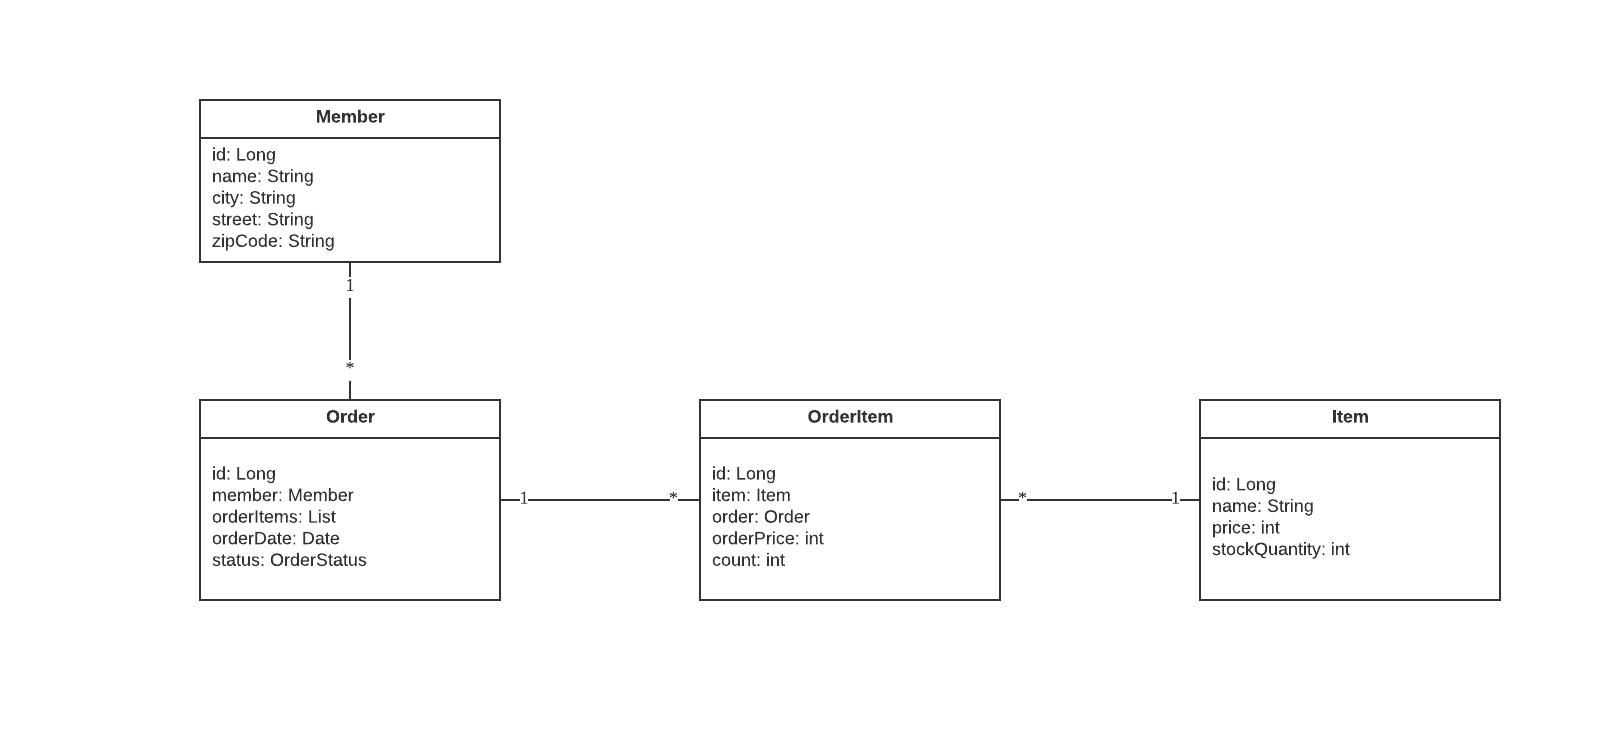 Member
id: Long
name: String
city: String
street: String
zipCode: String
1
*
Order
id: Long
member: Member
orderItems: List
orderDate: Date
status: OrderStatus
1
*
OrderItem
id: Long
item: Item
order: Order
orderPrice: int
count: int
*
1
Item
id: Long
name: String
price: int
stockQuantity: int